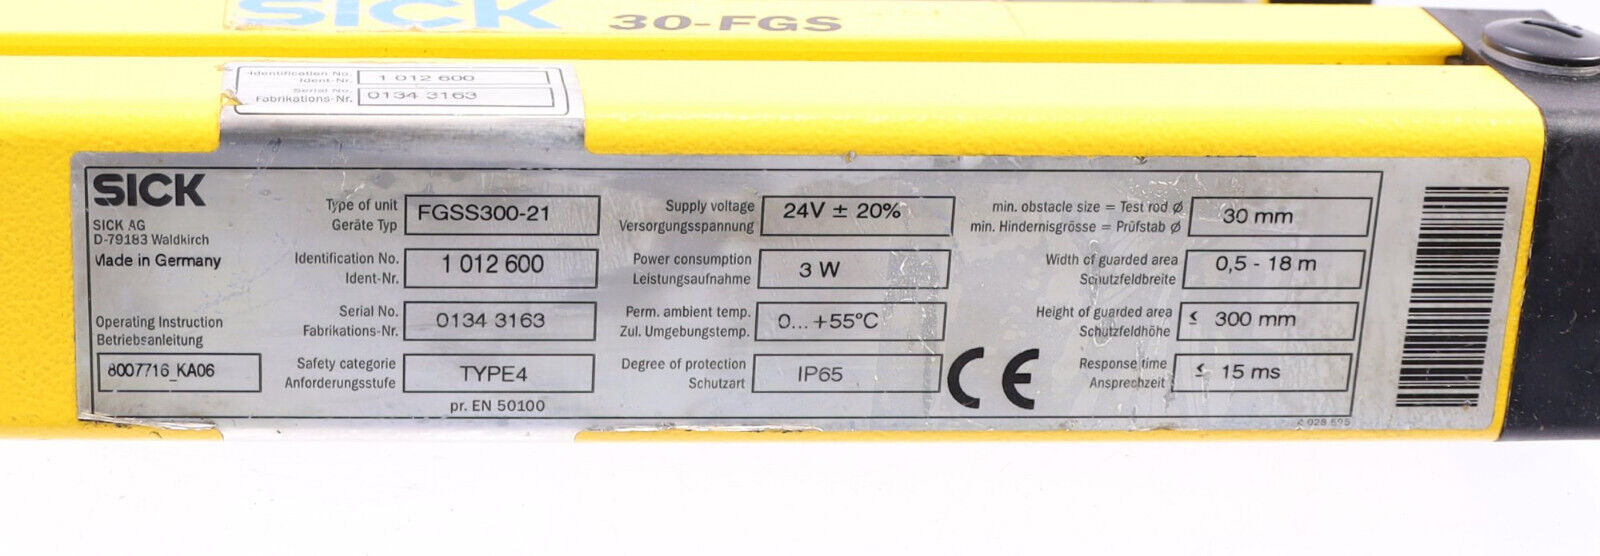 SICK 30-FGS
Identification No.
Ident-Nr. 1 012 600
Serial No.
Fabrikations-Nr. 0134 3163
SICK
SICK AG
D-79183 Waldkirch
Made in Germany
Operating Instruction
Betriebsanleitung
8007716_KA06
Type of unit
Geräte Typ FGSS300-21
Identification No.
Ident-Nr. 1 012 600
Serial No.
Fabrikations-Nr. 0134 3163
Safety categorie
Anforderungsstufe TYPE4
pr. EN 50100
Supply voltage
Versorgungsspannung 24V ± 20%
Power consumption
Leistungsaufnahme 3 W
Perm. ambient temp.
Zul. Umgebungstemp. 0... +55°C
Degree of protection
Schutzart IP65
CE
min. obstacle size = Test rod Ø
min. Hindernisgrösse = Prüfstab Ø 30 mm
Width of guarded area
Schutzfeldbreite 0,5 - 18 m
Height of guarded area
Schutzfeldhöhe ≤ 300 mm
Response time
Ansprechzeit ≤ 15 ms